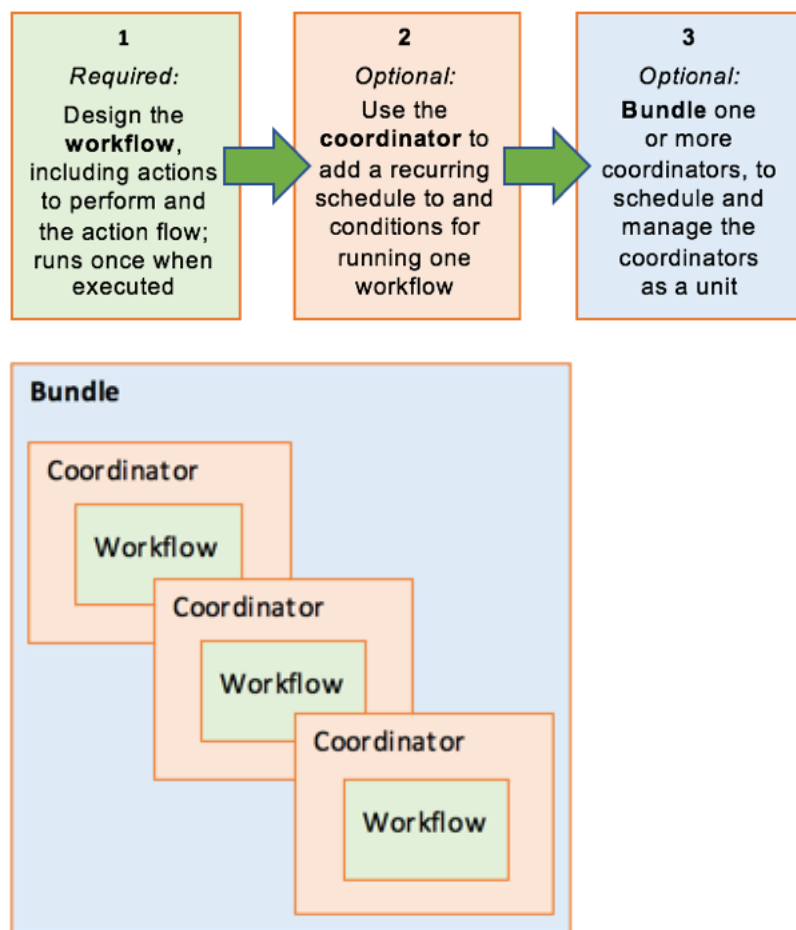 1
Required:
Design the
workflow,
including actions
to perform and
the action flow;
runs once when
executed
2
Optional:
Use the
coordinator to
add a recurring
schedule to and
conditions for
running one
workflow
3
Optional:
Bundle one
or more
coordinators, to
schedule and
manage the
coordinators
as a unit
Bundle
Coordinator
Workflow
Coordinator
Workflow
Coordinator
Workflow